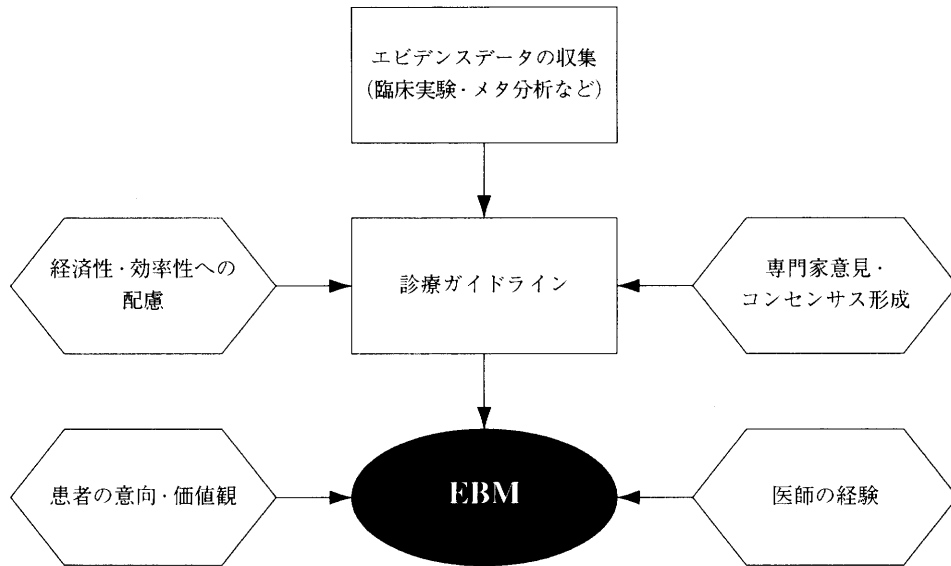 エビデンスデータの収集
(臨床実験・メタ分析など)
経済性・効率性への
配慮
診療ガイドライン
専門家意見・
コンセンサス形成
患者の意向・価値観
EBM
医師の経験